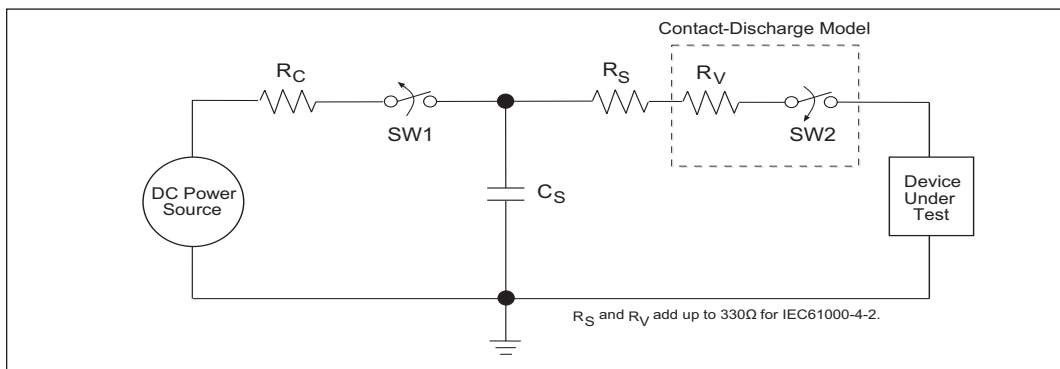 Contact-Discharge Model
RC
RS
RV
SW1
SW2
DC Power
Source
CS
Device
Under
Test
RS and RV add up to 330Ω for IEC61000-4-2.